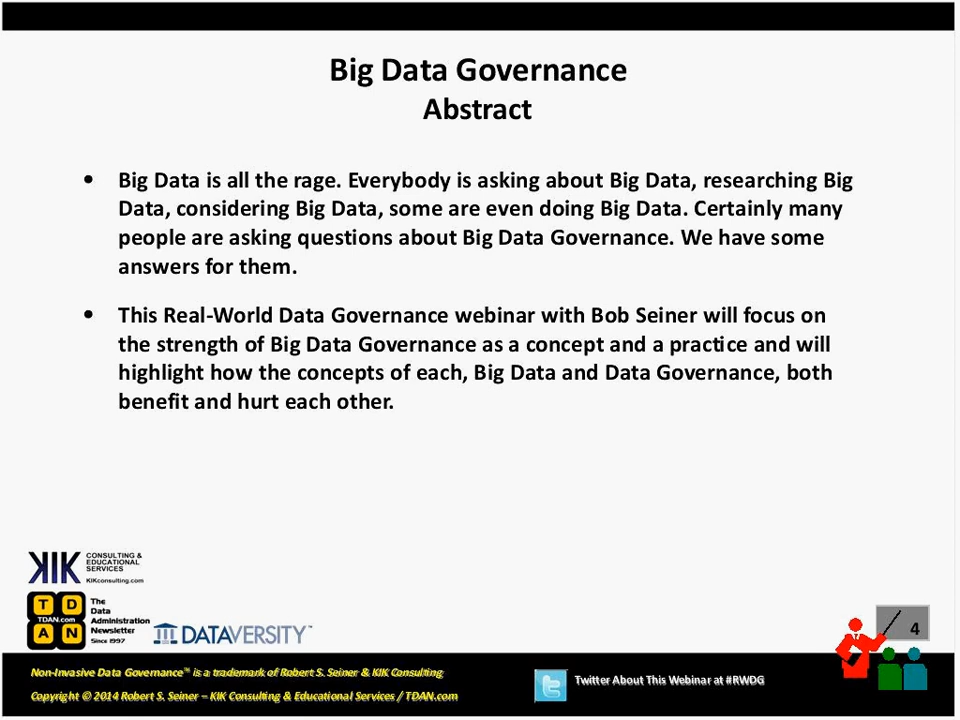 Big Data Governance
Abstract
• Big Data is all the rage. Everybody is asking about Big Data, researching Big
Data, considering Big Data, some are even doing Big Data. Certainly many
people are asking questions about Big Data Governance. We have some
answers for them.
• This Real-World Data Governance webinar with Bob Seiner will focus on
the strength of Big Data Governance as a concept and a practice and will
highlight how the concepts of each, Big Data and Data Governance, both
benefit and hurt each other.
KIK
CONSULTING &
EDUCATIONAL
SERVICES
KIKconsulting.com
T D
TDAN.com
A N
The
Data
Administration
Newsletter
Since 1997
DATAVERSITY™
4
Non-Invasive Data Governance™ is a trademark of Robert S. Seiner & KIK Consulting
Copyright © 2014 Robert S. Seiner – KIK Consulting & Educational Services / TDAN.com
Twitter About This Webinar at #RWDG